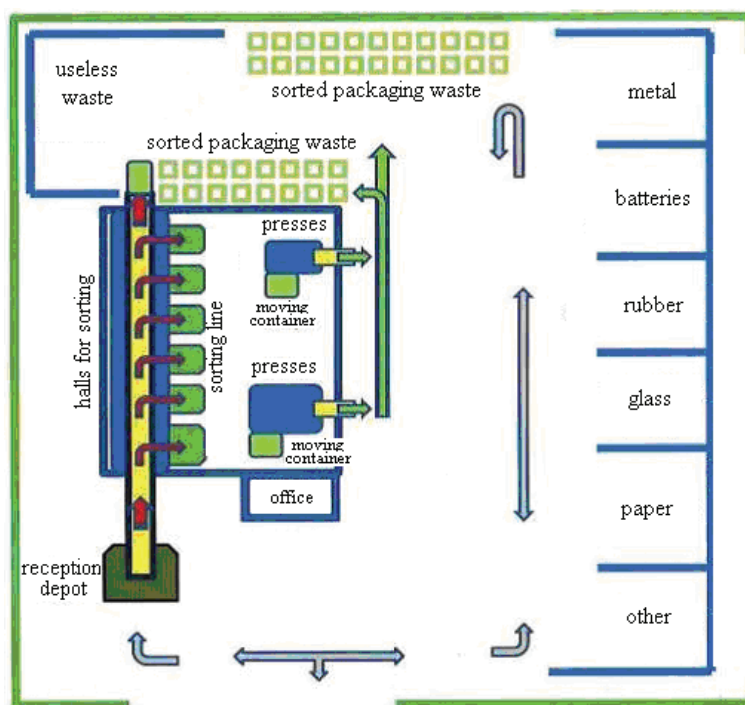 useless
waste
sorted packaging waste
metal
sorted packaging waste
batteries
presses
moving
container
rubber
halls for sorting
sorting line
presses
glass
moving
container
office
paper
reception
depot
other